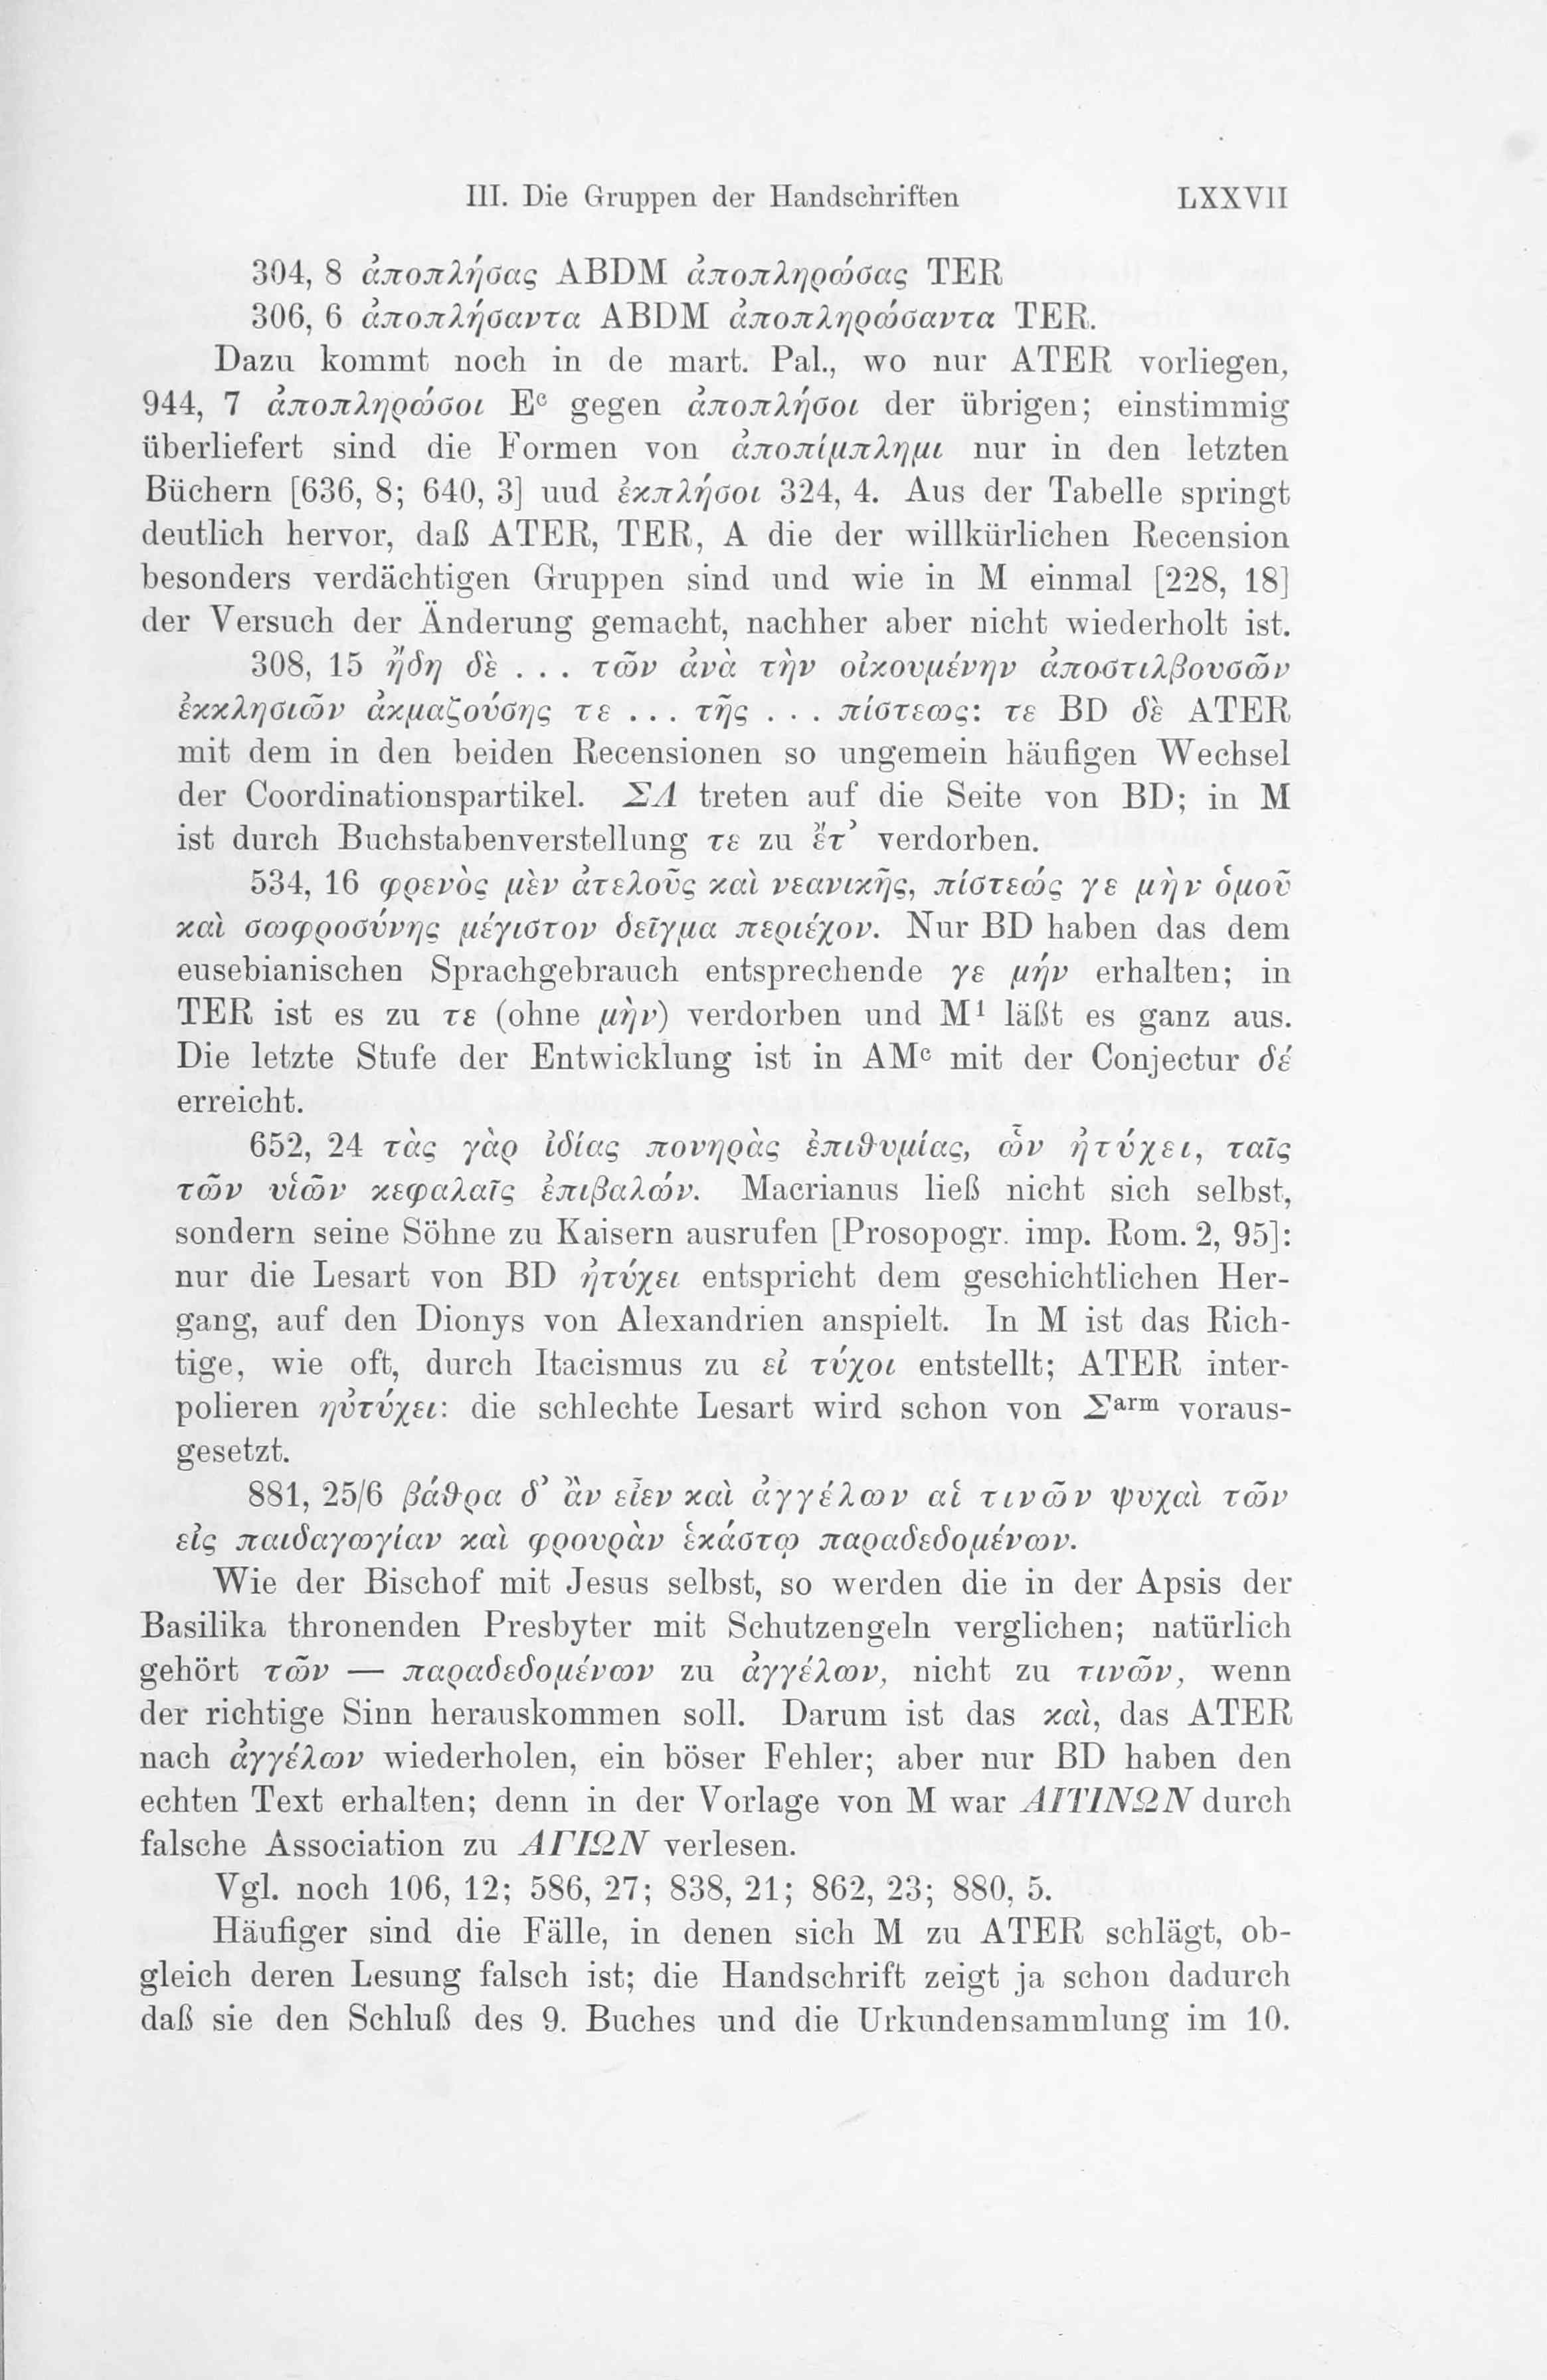 III. Die Gruppen der Handschriften LXXVII
304, 8 ἀποπλήσας ABDM ἀποπληρώσας TER
306, 6 ἀποπλήσαντα ABDM ἀποπληρώσαντα TER.
Dazu kommt noch in de mart. Pal., wo nur ATER vorliegen,
944, 7 ἀποπληρώσοι Eᶜ gegen ἀποπλήσοι der übrigen; einstimmig
überliefert sind die Formen von ἀποπίμπλημι nur in den letzten
Büchern [636, 8; 640, 3] uud ἐκπλήσοι 324, 4. Aus der Tabelle springt
deutlich hervor, daß ATER, TER, A die der willkürlichen Recension
besonders verdächtigen Gruppen sind und wie in M einmal [228, 18]
der Versuch der Änderung gemacht, nachher aber nicht wiederholt ist.
308, 15 ἤδη δὲ . . . τῶν ἀνὰ τὴν οἰκουμένην ἀποστιλβουσῶν
ἐκκλησιῶν ἀκμαζούσης τε . . . τῆς . . . πίστεως: τε BD δὲ ATER
mit dem in den beiden Recensionen so ungemein häufigen Wechsel
der Coordinationspartikel. ΣΛ treten auf die Seite von BD; in M
ist durch Buchstabenverstellung τε zu ἔτ’ verdorben.
534, 16 φρενὸς μὲν ἀτελοῦς καὶ νεανικῆς, πίστεώς γε μὴν ὁμοῦ
καὶ σωφροσύνης μέγιστον δεῖγμα περιέχον. Nur BD haben das dem
eusebianischen Sprachgebrauch entsprechende γε μήν erhalten; in
TER ist es zu τε (ohne μὴν) verdorben und M¹ läßt es ganz aus.
Die letzte Stufe der Entwicklung ist in AMᶜ mit der Conjectur δέ
erreicht.
652, 24 τὰς γὰρ ἰδίας πονηρὰς ἐπιθυμίας, ὧν ἠτύχει, ταῖς
τῶν υἱῶν κεφαλαῖς ἐπιβαλών. Macrianus ließ nicht sich selbst,
sondern seine Söhne zu Kaisern ausrufen [Prosopogr. imp. Rom. 2, 95]:
nur die Lesart von BD ἠτύχει entspricht dem geschichtlichen Her-
gang, auf den Dionys von Alexandrien anspielt. In M ist das Rich-
tige, wie oft, durch Itacismus zu εἰ τύχοι entstellt; ATER inter-
polieren ηὐτύχει: die schlechte Lesart wird schon von Σᵃʳᵐ voraus-
gesetzt.
881, 25/6 βάθρα δ’ ἂν εἶεν καὶ ἀγγέλων αἵ τινῶν ψυχαὶ τῶν
εἰς παιδαγωγίαν καὶ φρουρὰν ἑκάστῳ παραδεδομένων.
Wie der Bischof mit Jesus selbst, so werden die in der Apsis der
Basilika thronenden Presbyter mit Schutzengeln verglichen; natürlich
gehört τῶν — παραδεδομένων zu ἀγγέλων, nicht zu τινῶν, wenn
der richtige Sinn herauskommen soll. Darum ist das καὶ, das ATER
nach ἀγγέλων wiederholen, ein böser Fehler; aber nur BD haben den
echten Text erhalten; denn in der Vorlage von M war ΑΙΤΙΝΩΝ durch
falsche Association zu ΑΓΙΩΝ verlesen.
Vgl. noch 106, 12; 586, 27; 838, 21; 862, 23; 880, 5.
Häufiger sind die Fälle, in denen sich M zu ATER schlägt, ob-
gleich deren Lesung falsch ist; die Handschrift zeigt ja schon dadurch
daß sie den Schluß des 9. Buches und die Urkundensammlung im 10.